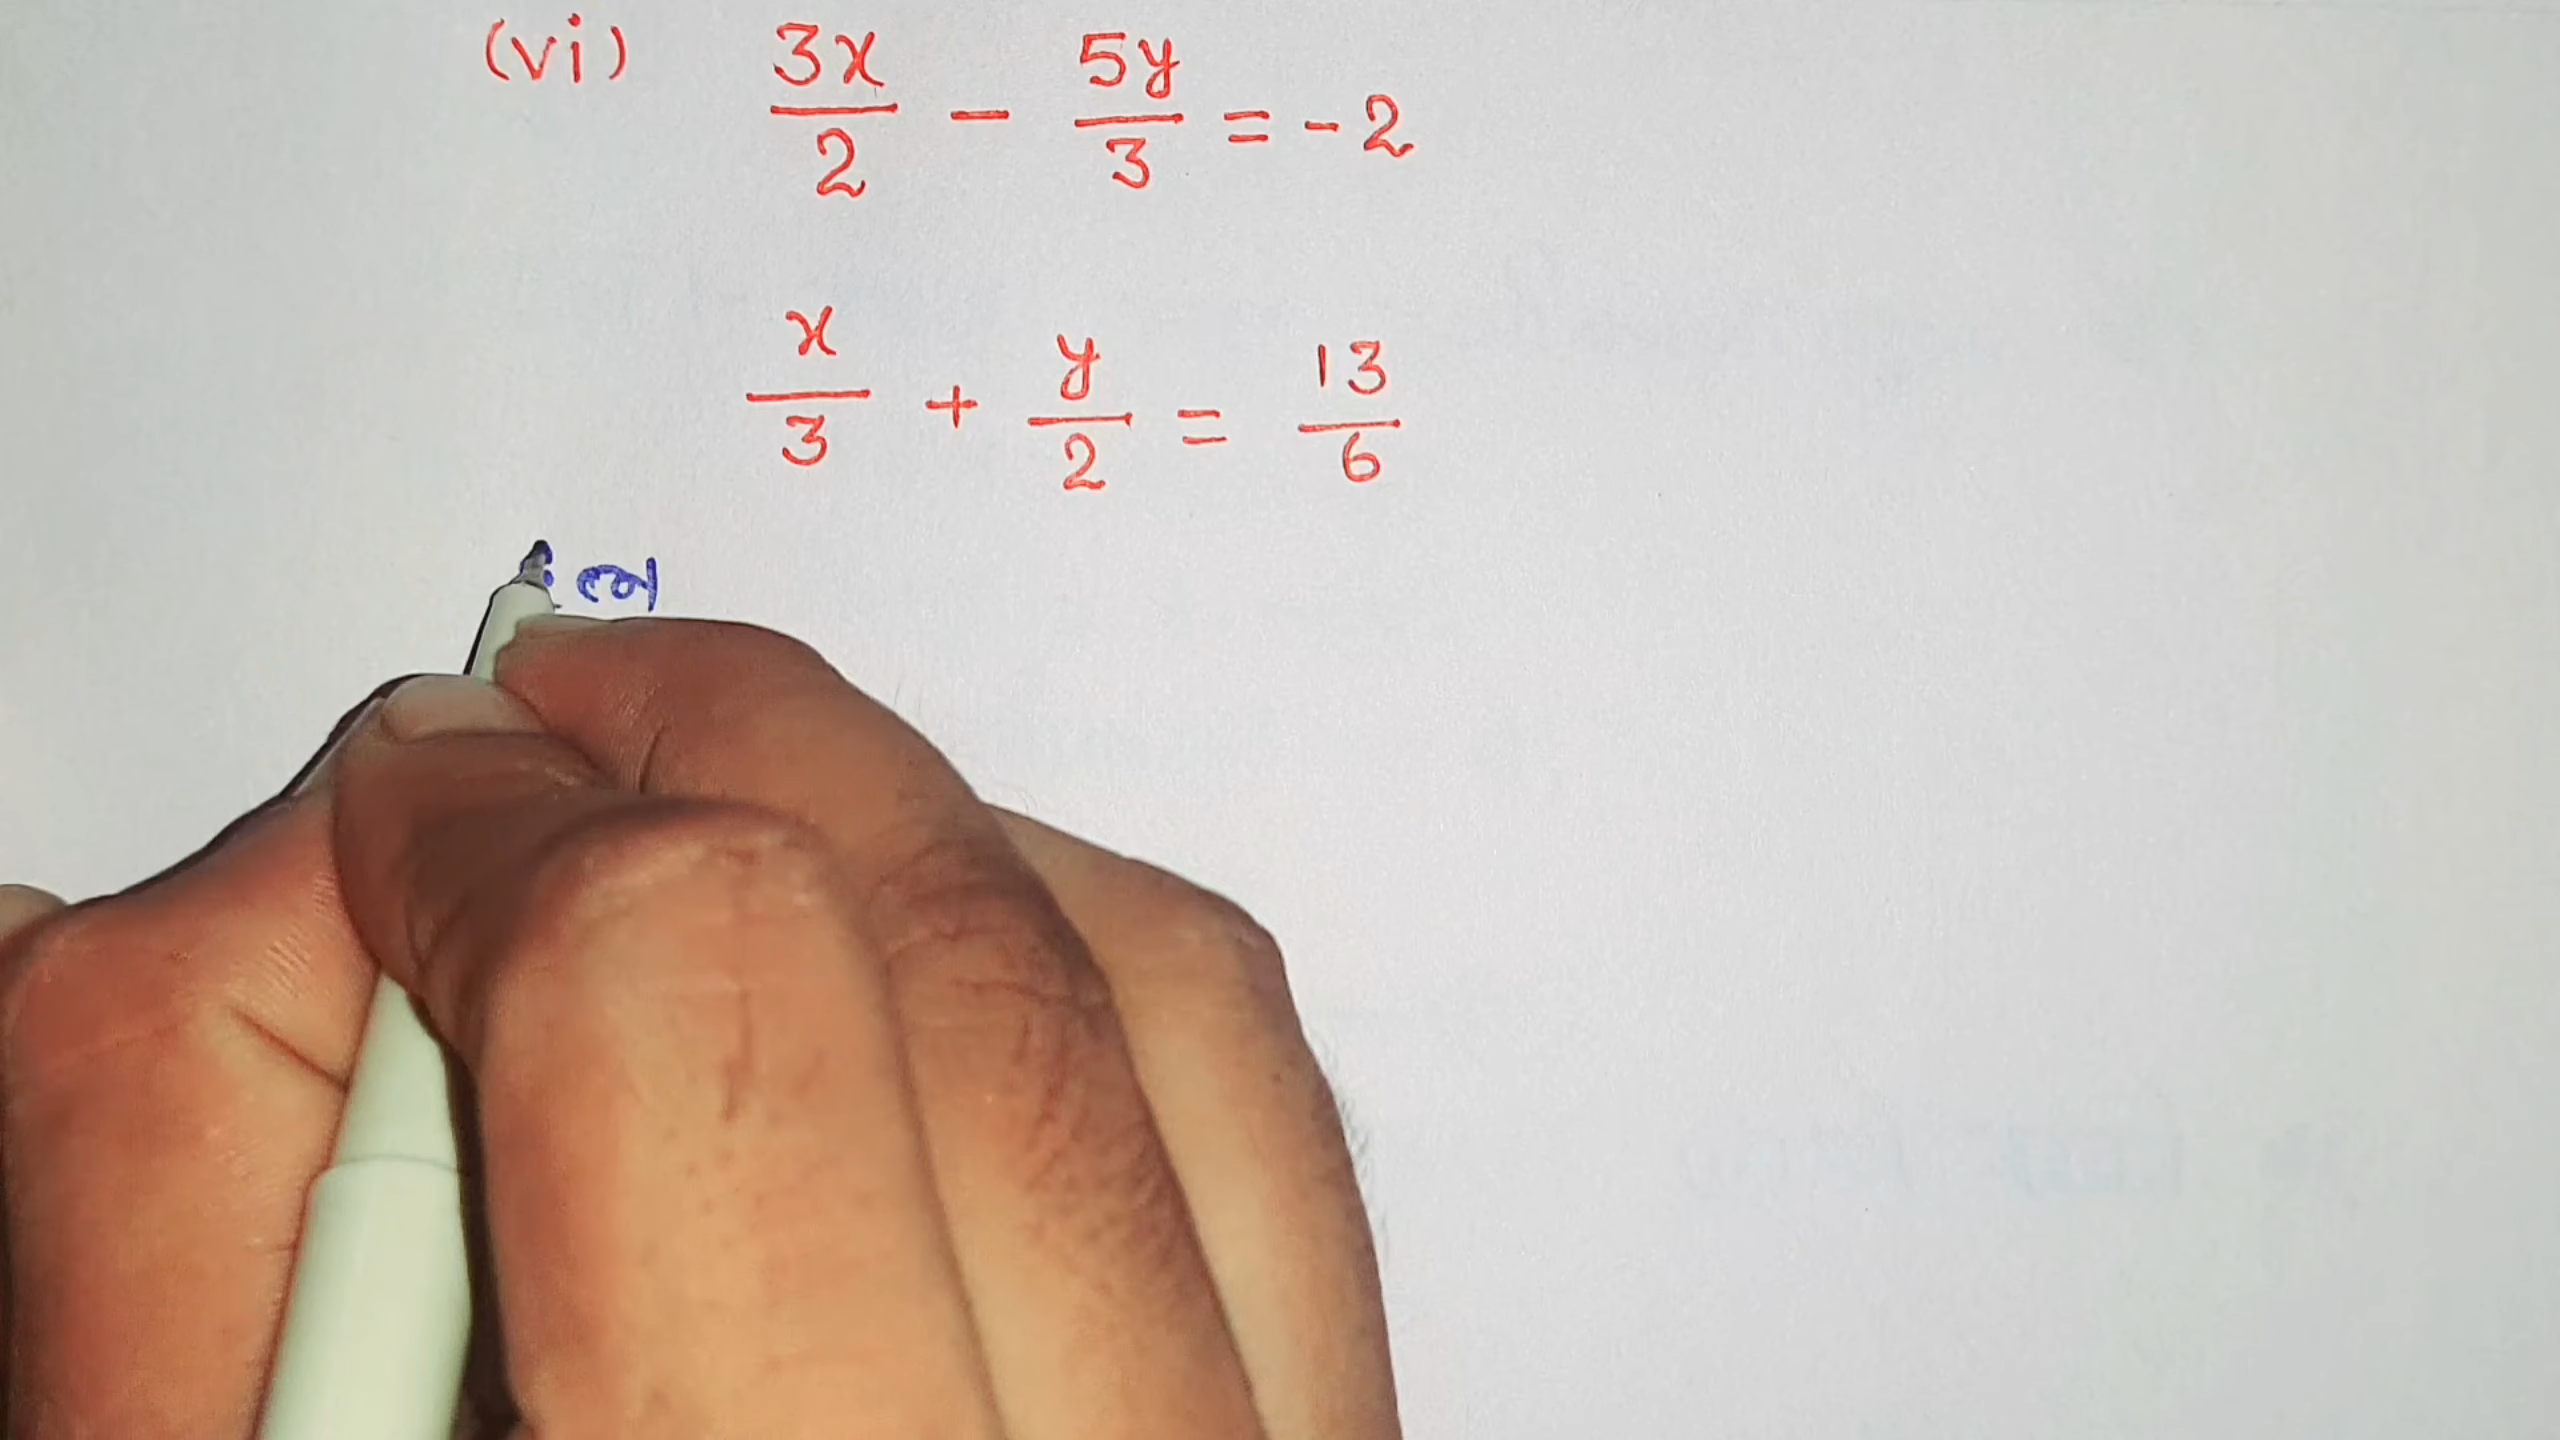 (vi) 3x/2 - 5y/3 = -2
x/3 + y/2 = 13/6